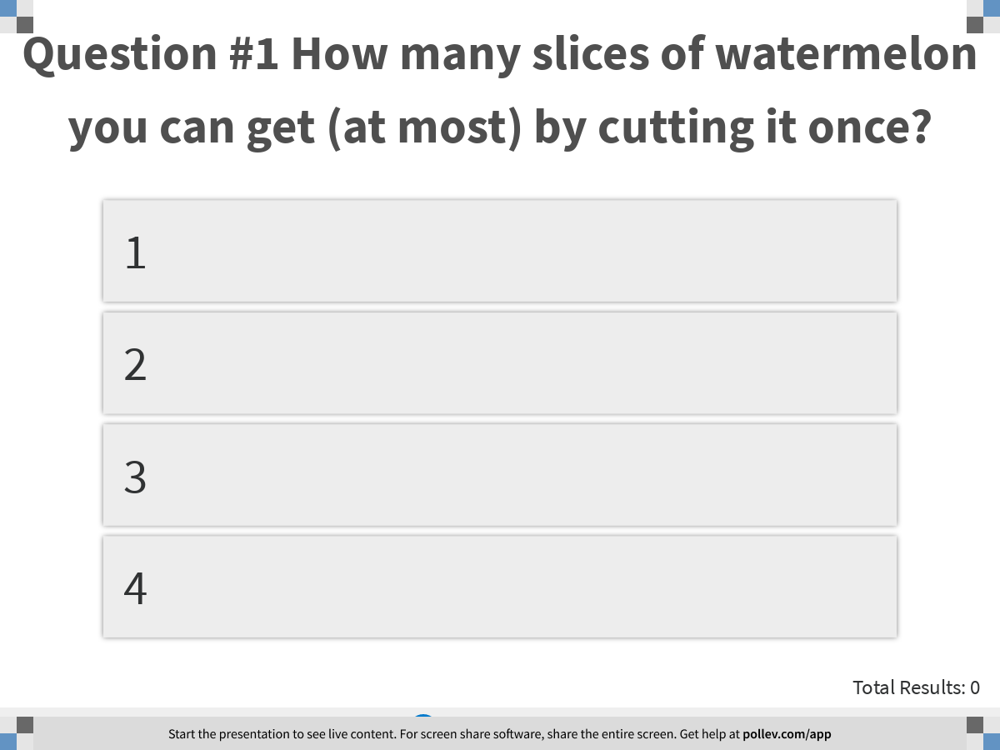 Question #1 How many slices of watermelon
you can get (at most) by cutting it once?
1
2
3
4
Total Results: 0
Start the presentation to see live content. For screen share software, share the entire screen. Get help at pollev.com/app